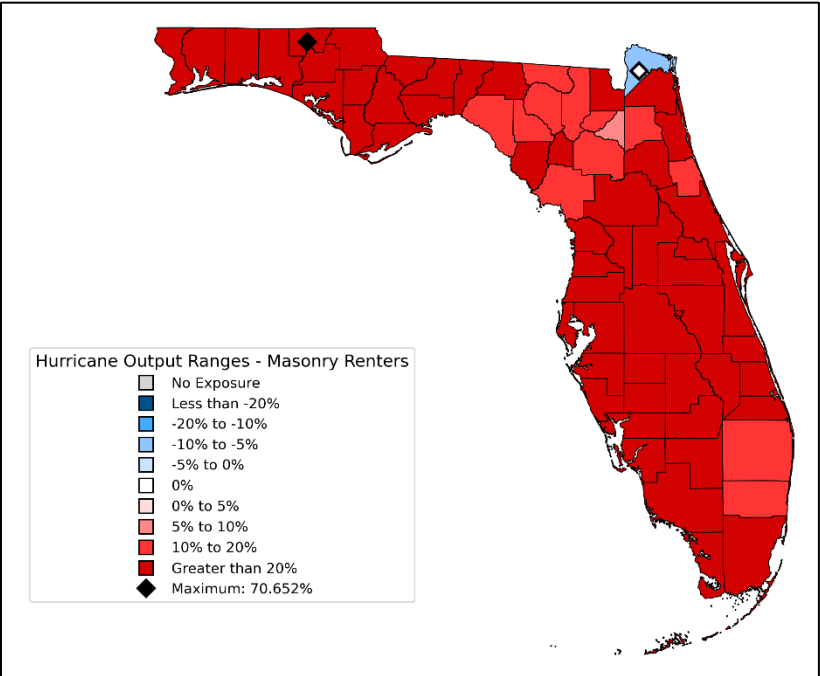 Hurricane Output Ranges - Masonry Renters
No Exposure
Less than -20%
-20% to -10%
-10% to -5%
-5% to 0%
0%
0% to 5%
5% to 10%
10% to 20%
Greater than 20%
Maximum: 70.652%